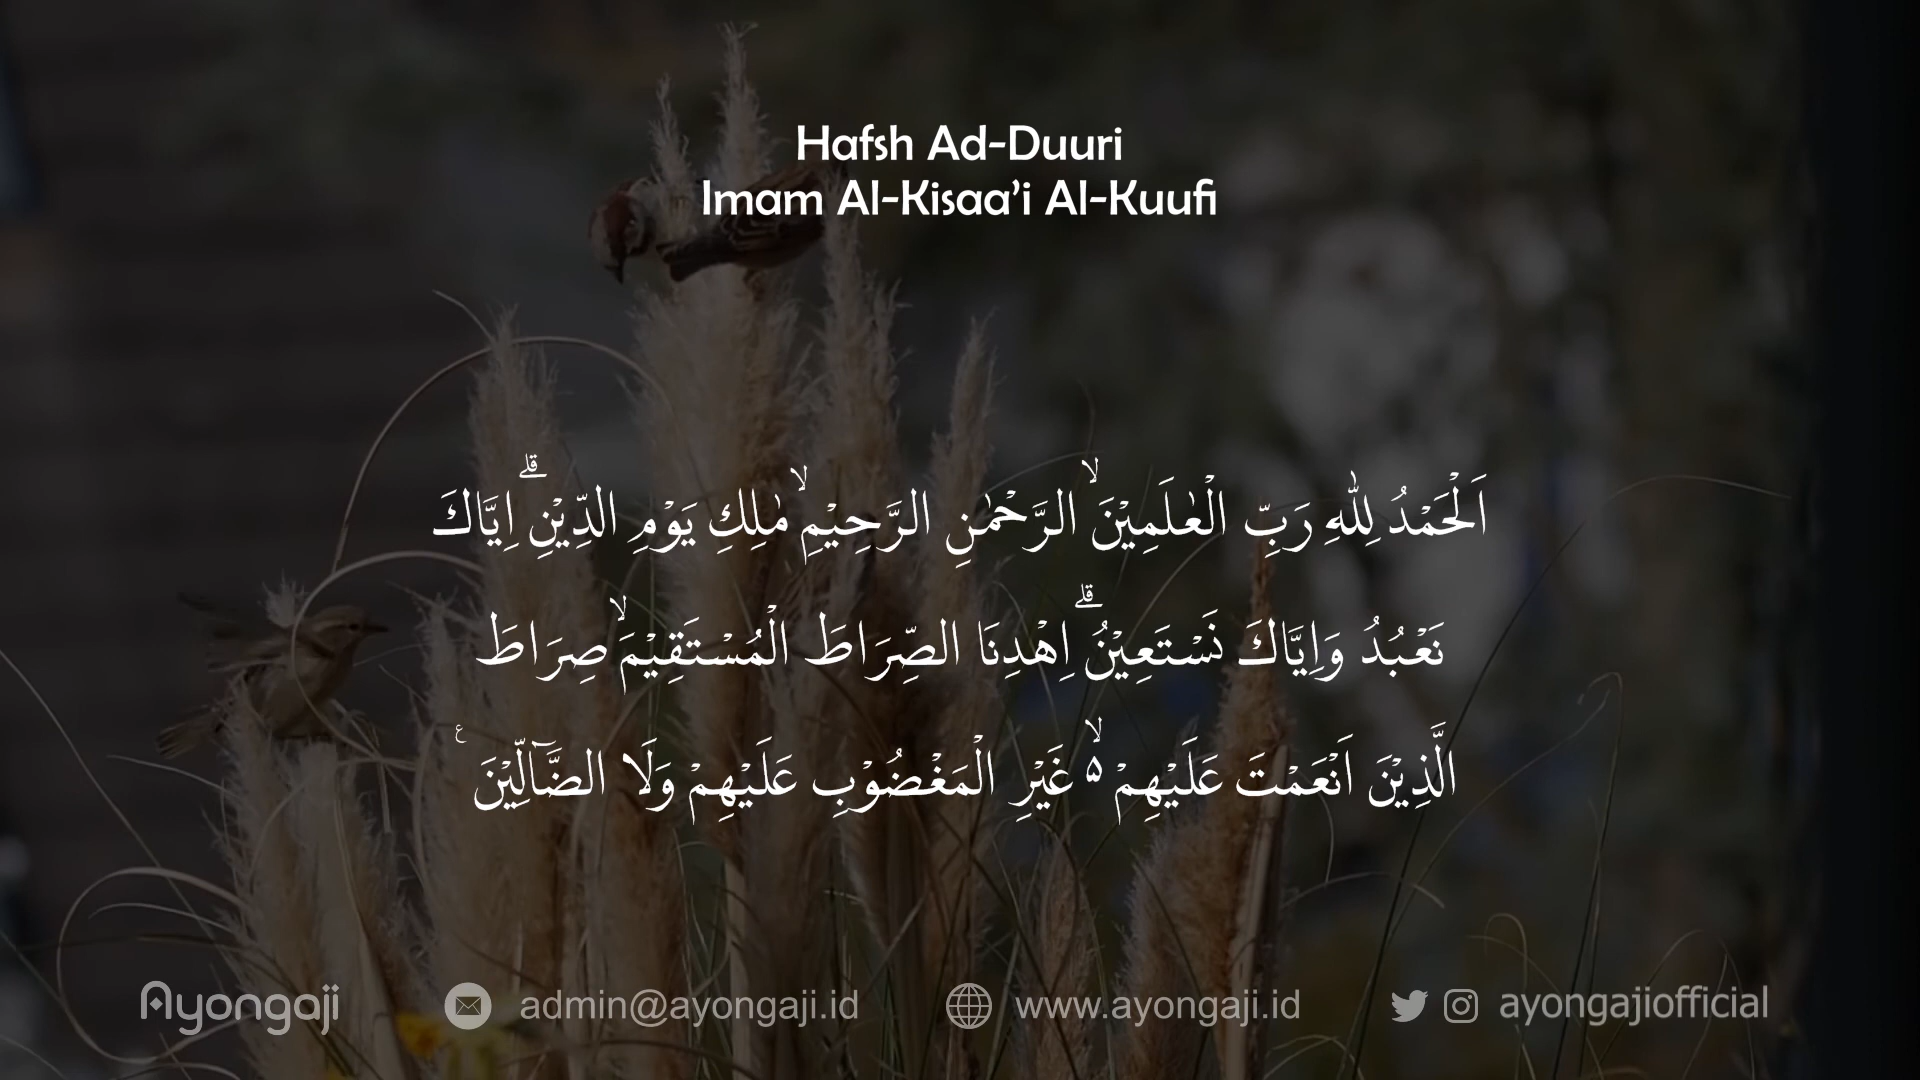 Hafsh Ad-Duuri
Imam Al-Kisaa’i Al-Kuufi
اَلْحَمْدُ لِلّٰهِ رَبِّ الْعٰلَمِيْنَۙ الرَّحْمٰنِ الرَّحِيْمِۙ مٰلِكِ يَوْمِ الدِّيْنِۗ اِيَّاكَ
نَعْبُدُ وَاِيَّاكَ نَسْتَعِيْنُۗ اِهْدِنَا الصِّرَاطَ الْمُسْتَقِيْمَۙ صِرَاطَ
الَّذِيْنَ اَنْعَمْتَ عَلَيْهِمْ ۙ۵ غَيْرِ الْمَغْضُوْبِ عَلَيْهِمْ وَلَا الضَّاۤلِّيْنَ ࣖ
Ayongaji admin@ayongaji.id www.ayongaji.id ayongajiofficial